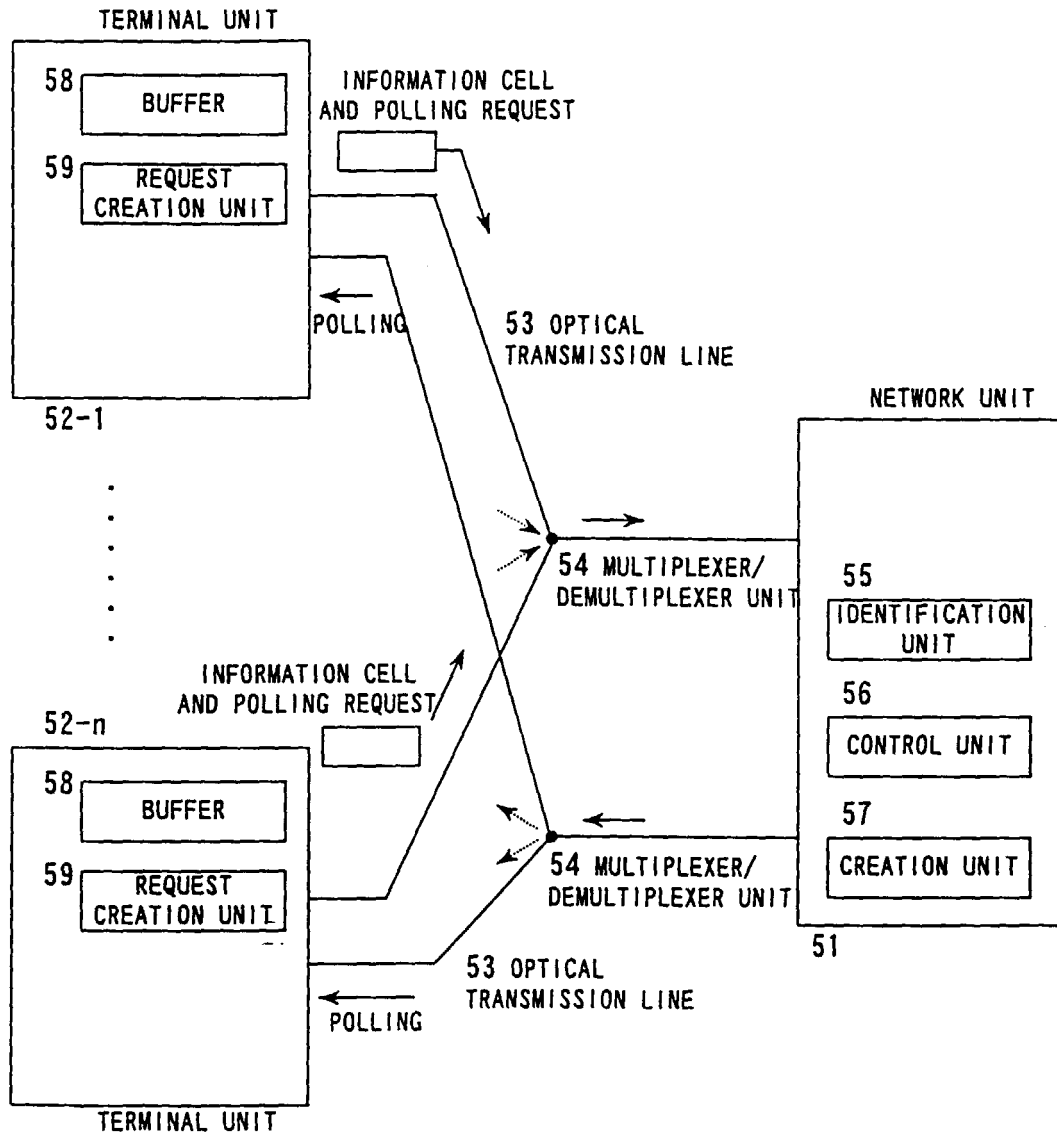 TERMINAL UNIT
58
BUFFER
59
REQUEST
CREATION UNIT
INFORMATION CELL
AND POLLING REQUEST
POLLING
53 OPTICAL
TRANSMISSION LINE
52-1
NETWORK UNIT
54 MULTIPLEXER/
DEMULTIPLEXER UNIT
55
IDENTIFICATION
UNIT
56
CONTROL UNIT
57
CREATION UNIT
51
INFORMATION CELL
AND POLLING REQUEST
52-n
58
BUFFER
59
REQUEST
CREATION UNIT
54 MULTIPLEXER/
DEMULTIPLEXER UNIT
53 OPTICAL
TRANSMISSION LINE
POLLING
TERMINAL UNIT